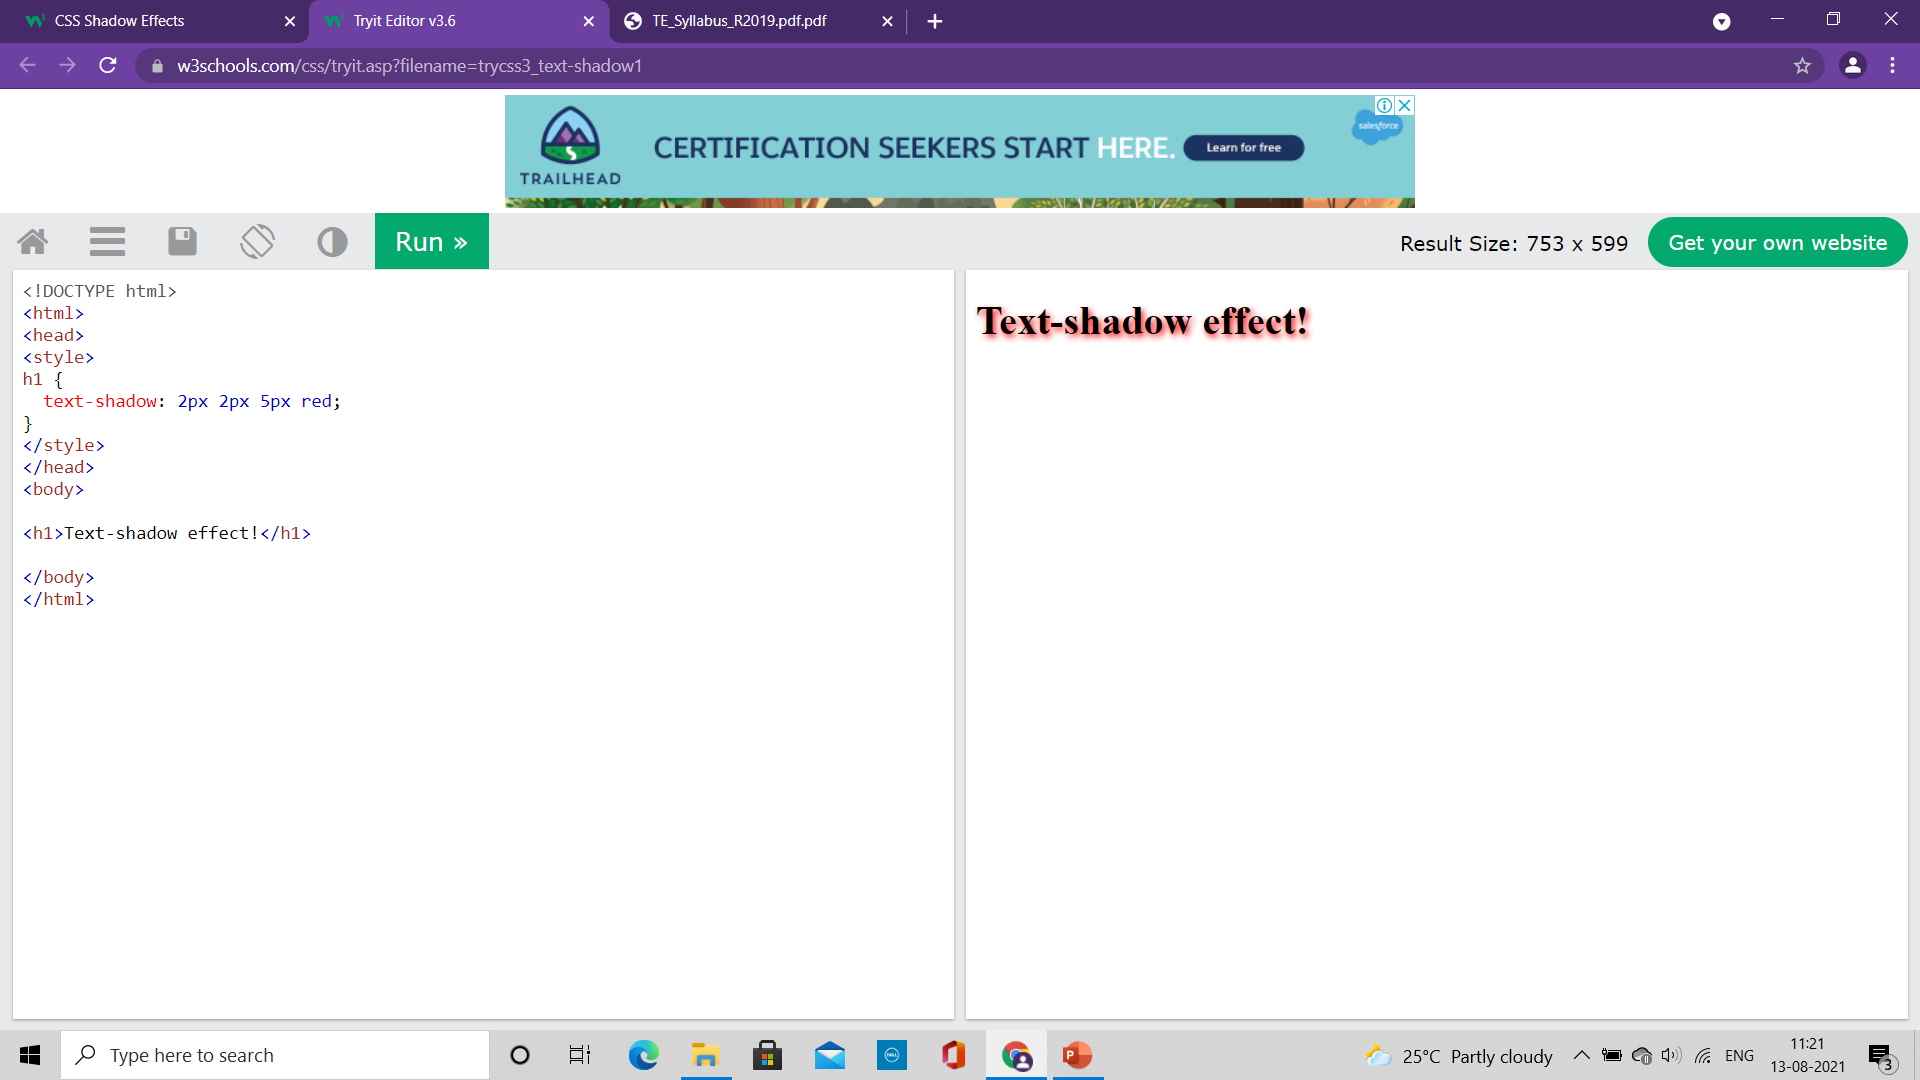 CSS Shadow Effects
Tryit Editor v3.6
TE_Syllabus_R2019.pdf.pdf
w3schools.com/css/tryit.asp?filename=trycss3_text-shadow1
TRAILHEAD
CERTIFICATION SEEKERS START HERE.
Learn for free
salesforce
Run »
Result Size: 753 x 599
Get your own website
<!DOCTYPE html>
<html>
<head>
<style>
h1 {
  text-shadow: 2px 2px 5px red;
}
</style>
</head>
<body>
<h1>Text-shadow effect!</h1>
</body>
</html>
Text-shadow effect!
Type here to search
DELL
P
25°C Partly cloudy
ENG
11:21
13-08-2021
3